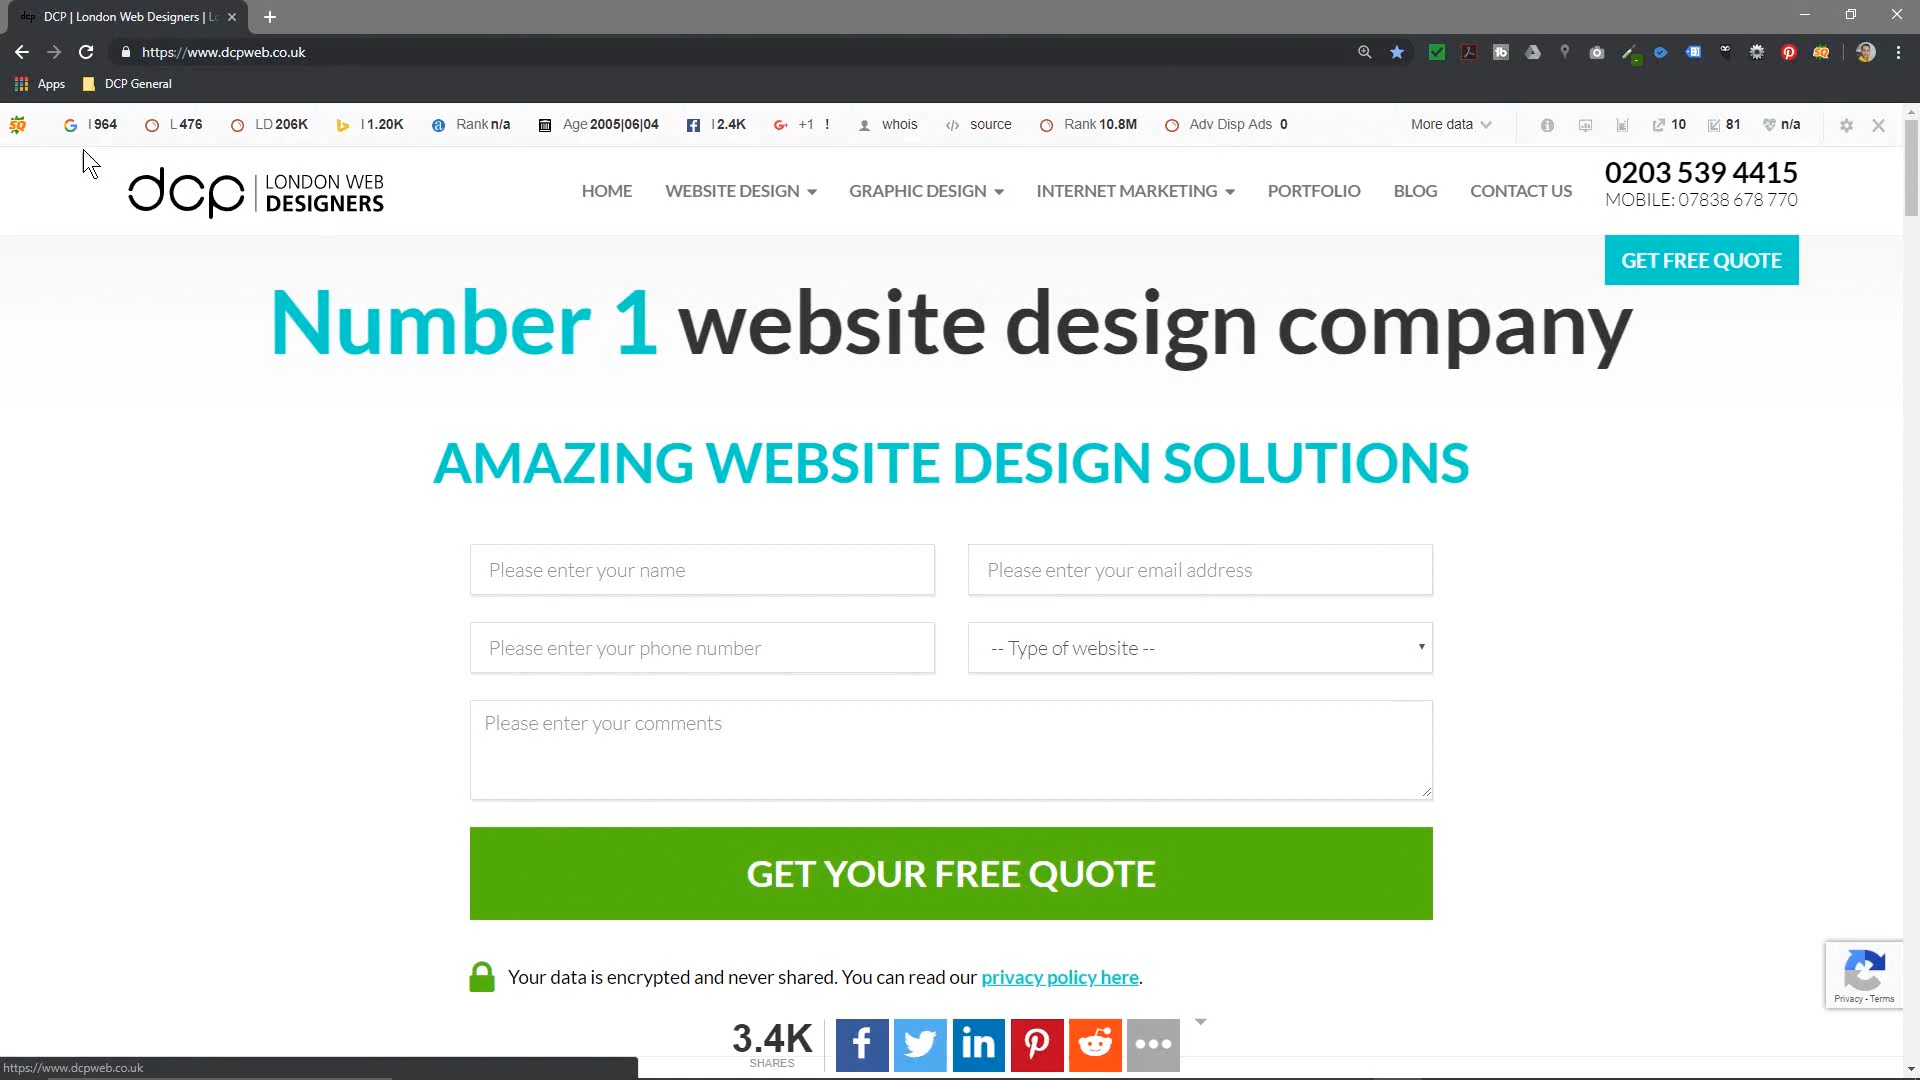 DCP | London Web Designers | Lo
https://www.dcpweb.co.uk
Apps DCP General
I 964 L 476 LD 206K I 1.20K Rank n/a Age 2005|06|04 I 2.4K +1 ! whois source Rank 10.8M Adv Disp Ads 0 More data 10 81 n/a
dcp LONDON WEB DESIGNERS
HOME WEBSITE DESIGN GRAPHIC DESIGN INTERNET MARKETING PORTFOLIO BLOG CONTACT US
0203 539 4415
MOBILE: 07838 678 770
GET FREE QUOTE
Number 1 website design company
AMAZING WEBSITE DESIGN SOLUTIONS
Please enter your name Please enter your email address
Please enter your phone number -- Type of website --
Please enter your comments
GET YOUR FREE QUOTE
Your data is encrypted and never shared. You can read our privacy policy here.
Privacy - Terms
3.4K
SHARES
https://www.dcpweb.co.uk